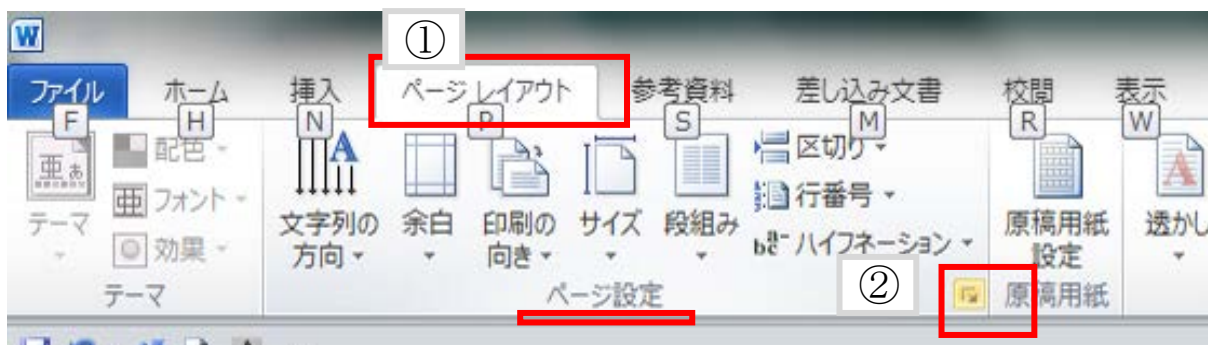 W
①
ファイル ホーム 挿入 ページ レイアウト 参考資料 差し込み文書 校閲 表示
F H N P S M R W
亜あ
テーマ
配色
亜 フォント
効果
文字列の
方向
余白
印刷の
向き
サイズ
段組み
区切り
行番号
ハイフネーション
原稿用紙
設定
透かし
テーマ ページ設定 ② 原稿用紙